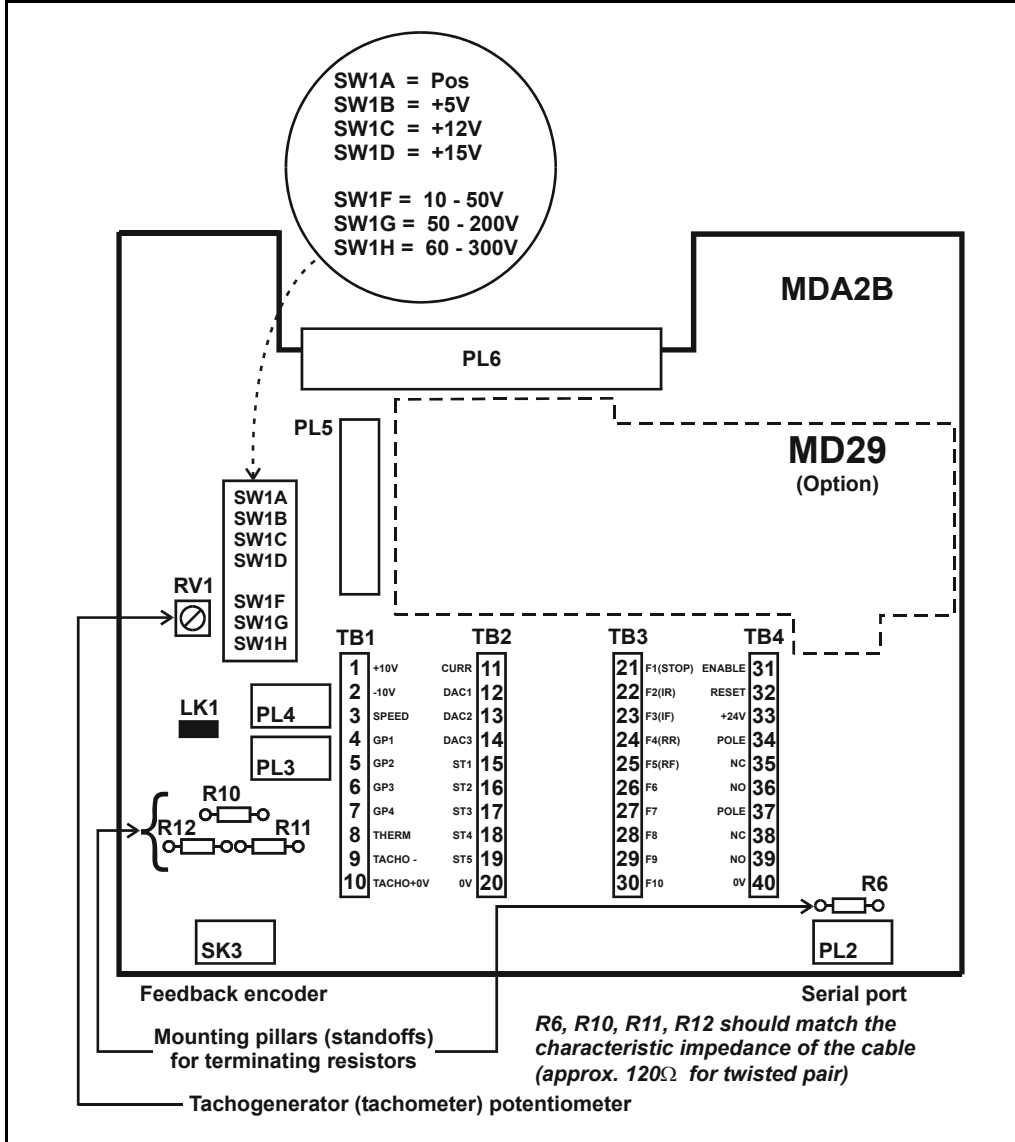 SW1A = Pos
SW1B = +5V
SW1C = +12V
SW1D = +15V
SW1F = 10 - 50V
SW1G = 50 - 200V
SW1H = 60 - 300V
MDA2B
PL6
PL5
MD29
(Option)
SW1A
SW1B
SW1C
SW1D
SW1F
SW1G
SW1H
RV1
LK1
PL4
PL3
R10
R12
R11
TB1
1 +10V
2 -10V
3 SPEED
4 GP1
5 GP2
6 GP3
7 GP4
8 THERM
9 TACHO -
10 TACHO+0V
TB2
CURR 11
DAC1 12
DAC2 13
DAC3 14
ST1 15
ST2 16
ST3 17
ST4 18
ST5 19
0V 20
TB3
21 F1(STOP)
22 F2(IR)
23 F3(IF)
24 F4(RR)
25 F5(RF)
26 F6
27 F7
28 F8
29 F9
30 F10
TB4
ENABLE 31
RESET 32
+24V 33
POLE 34
NC 35
NO 36
POLE 37
NC 38
NO 39
0V 40
R6
SK3
PL2
Feedback encoder
Serial port
Mounting pillars (standoffs)
for terminating resistors
R6, R10, R11, R12 should match the
characteristic impedance of the cable
(approx. 120Ω for twisted pair)
Tachogenerator (tachometer) potentiometer